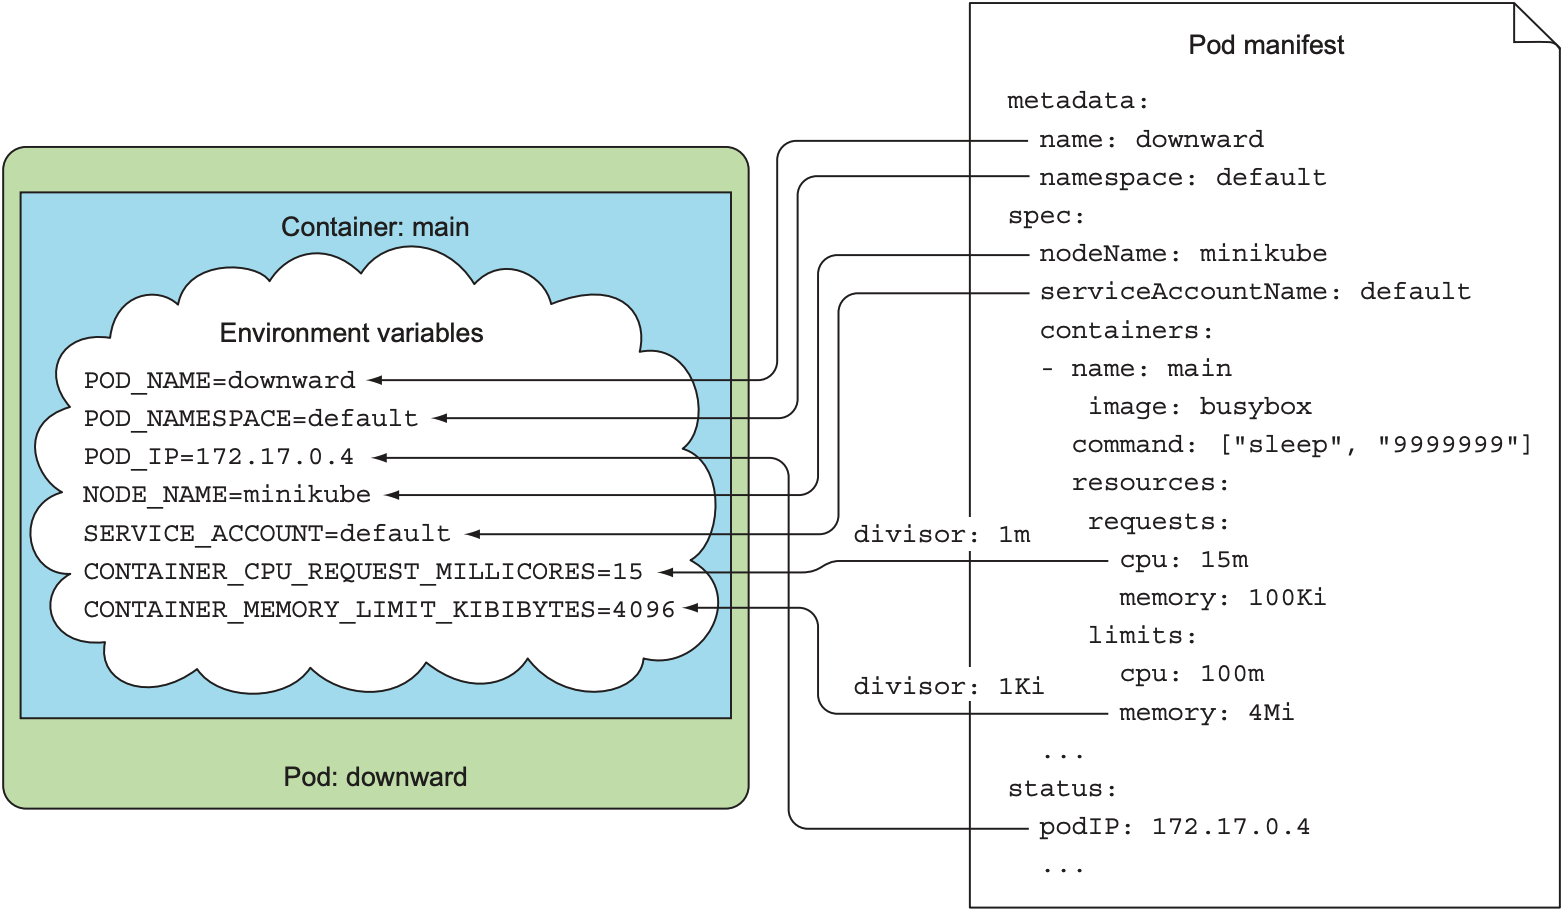 Container: main
Environment variables
POD_NAME=downward
POD_NAMESPACE=default
POD_IP=172.17.0.4
NODE_NAME=minikube
SERVICE_ACCOUNT=default
CONTAINER_CPU_REQUEST_MILLICORES=15
CONTAINER_MEMORY_LIMIT_KIBIBYTES=4096
Pod: downward
divisor: 1m
divisor: 1Ki
Pod manifest
metadata:
  name: downward
  namespace: default
spec:
  nodeName: minikube
  serviceAccountName: default
  containers:
  - name: main
     image: busybox
    command: ["sleep", "9999999"]
    resources:
     requests:
       cpu: 15m
       memory: 100Ki
     limits:
       cpu: 100m
       memory: 4Mi
  ...
status:
  podIP: 172.17.0.4
  ...